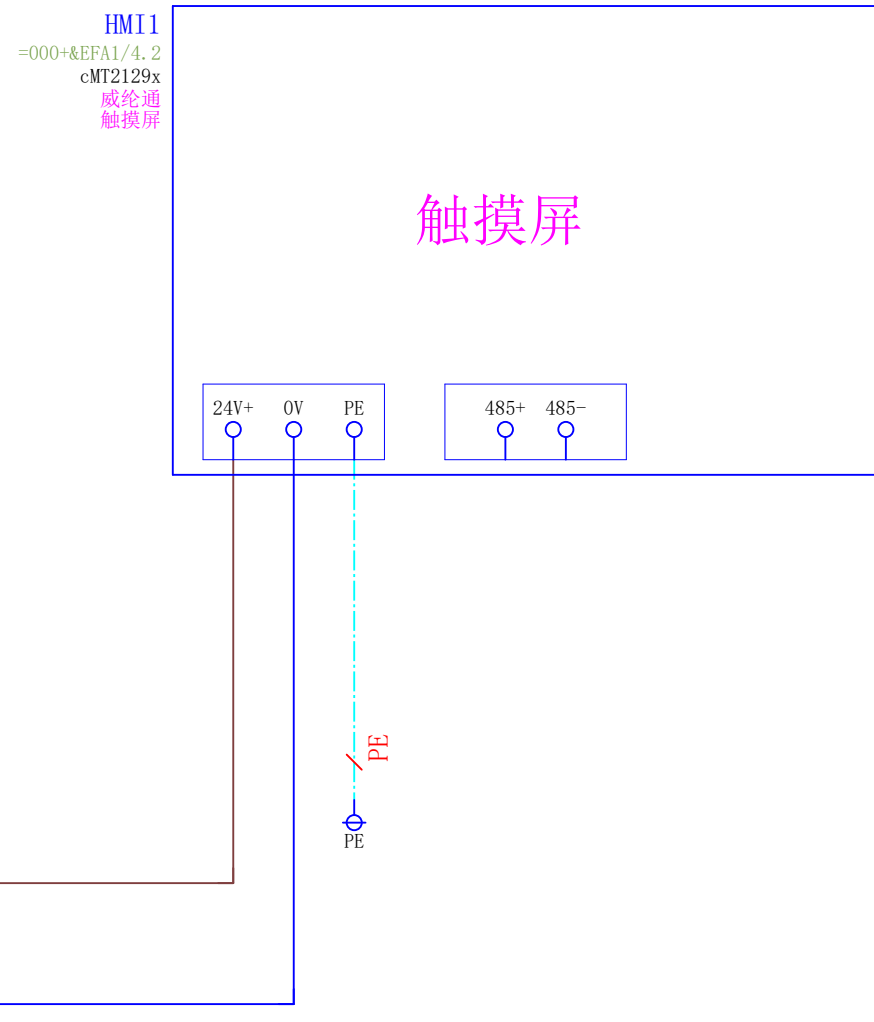 HMI1
=000+&EFA1/4.2
cMT2129x
威纶通
触摸屏
触摸屏
24V+ 0V PE
485+ 485-
PE
PE